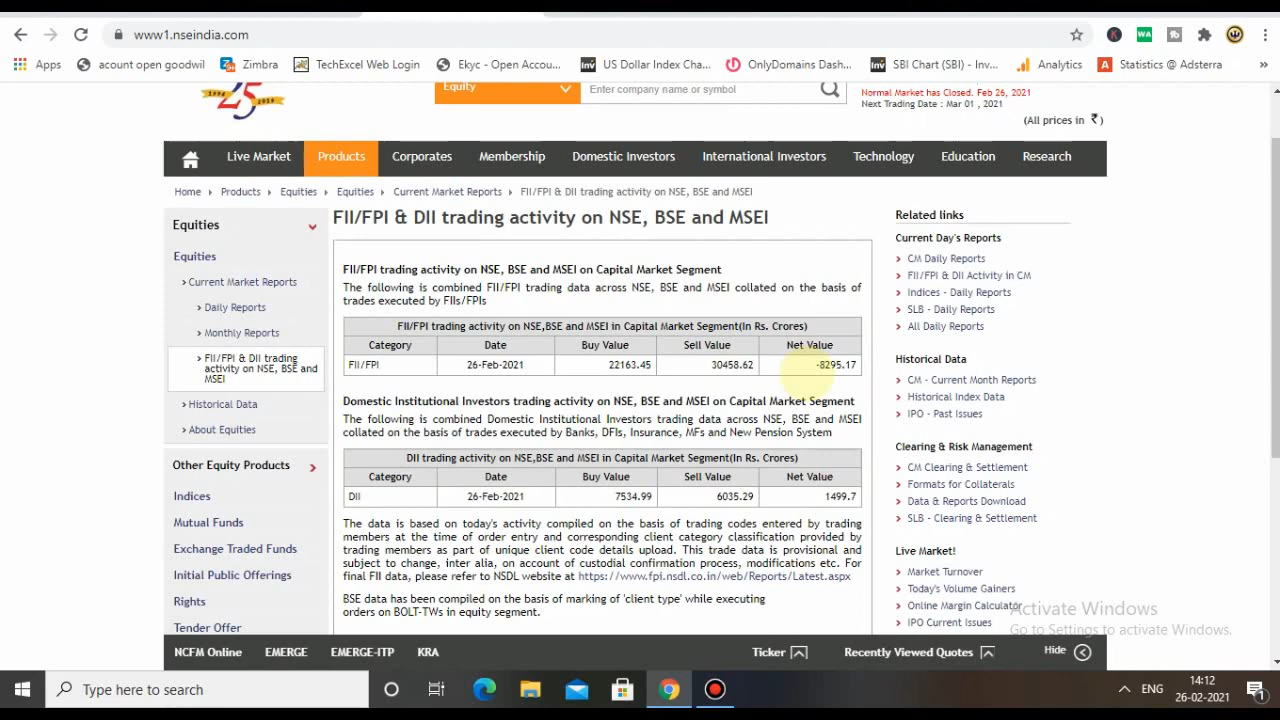 www1.nseindia.com
Apps acount open goodwil Zimbra TechExcel Web Login Ekyc - Open Accou... US Dollar Index Cha... OnlyDomains Dash... SBI Chart (SBI) - Inv... Analytics Statistics @ Adsterra »
Equity Enter company name or symbol
Normal Market has Closed. Feb 26, 2021
Next Trading Date : Mar 01 , 2021
(All prices in ₹)
Live Market Products Corporates Membership Domestic Investors International Investors Technology Education Research
Home Products Equities Equities Current Market Reports FII/FPI & DII trading activity on NSE, BSE and MSEI
Equities
Equities
Current Market Reports
Daily Reports
Monthly Reports
FII/FPI & DII trading
activity on NSE, BSE and
MSEI
Historical Data
About Equities
Other Equity Products
Indices
Mutual Funds
Exchange Traded Funds
Initial Public Offerings
Rights
Tender Offer
FII/FPI & DII trading activity on NSE, BSE and MSEI
FII/FPI trading activity on NSE, BSE and MSEI on Capital Market Segment
The following is combined FII/FPI trading data across NSE, BSE and MSEI collated on the basis of
trades executed by FIIs/FPIs
FII/FPI trading activity on NSE,BSE and MSEI in Capital Market Segment(In Rs. Crores)
Category Date Buy Value Sell Value Net Value
FII/FPI 26-Feb-2021 22163.45 30458.62 -8295.17
Domestic Institutional Investors trading activity on NSE, BSE and MSEI on Capital Market Segment
The following is combined Domestic Institutional Investors trading data across NSE, BSE and MSEI
collated on the basis of trades executed by Banks, DFIs, Insurance, MFs and New Pension System
DII trading activity on NSE,BSE and MSEI in Capital Market Segment(In Rs. Crores)
Category Date Buy Value Sell Value Net Value
DII 26-Feb-2021 7534.99 6035.29 1499.7
The data is based on today's activity compiled on the basis of trading codes entered by trading
members at the time of order entry and corresponding client category classification provided by
trading members as part of unique client code details upload. This trade data is provisional and
subject to change, inter alia, on account of custodial confirmation process, modifications etc. For
final FII data, please refer to NSDL website at https://www.fpi.nsdl.co.in/web/Reports/Latest.aspx
BSE data has been compiled on the basis of marking of 'client type' while executing
orders on BOLT-TWs in equity segment.
Related links
Current Day's Reports
CM Daily Reports
FII/FPI & DII Activity in CM
Indices - Daily Reports
SLB - Daily Reports
All Daily Reports
Historical Data
CM - Current Month Reports
Historical Index Data
IPO - Past Issues
Clearing & Risk Management
CM Clearing & Settlement
Formats for Collaterals
Data & Reports Download
SLB - Clearing & Settlement
Live Market!
Market Turnover
Today's Volume Gainers
Online Margin Calculator
IPO Current Issues
Activate Windows
Go to Settings to activate Windows.
NCFM Online EMERGE EMERGE-ITP KRA Ticker Recently Viewed Quotes Hide
Type here to search
ENG
14:12
26-02-2021
1